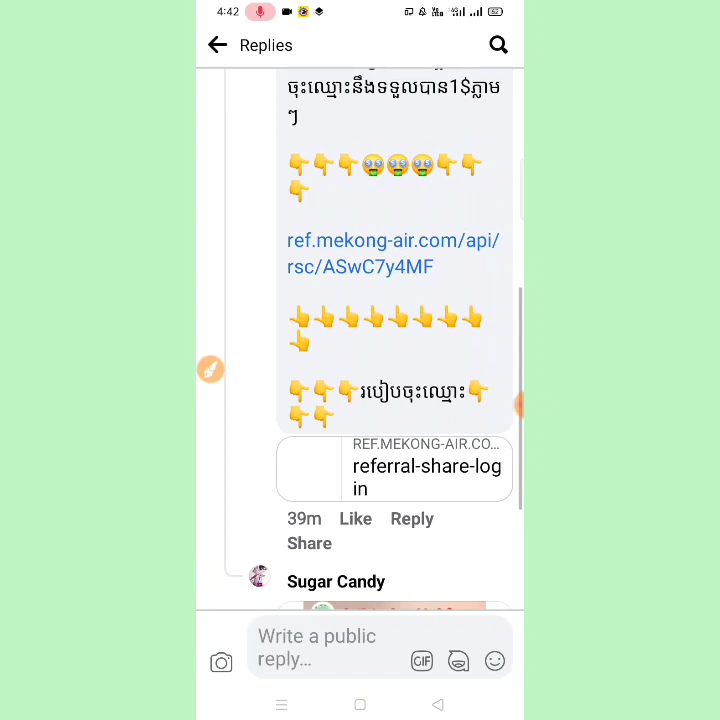 4:42
62
Replies
ចុះឈ្មោះនឹងទទួលបាន1$ភ្លាម
ៗ
ref.mekong-air.com/api/
rsc/ASwC7y4MF
របៀបចុះឈ្មោះ
REF.MEKONG-AIR.CO...
referral-share-log
in
39m Like Reply
Share
Sugar Candy
Write a public
reply...
GIF